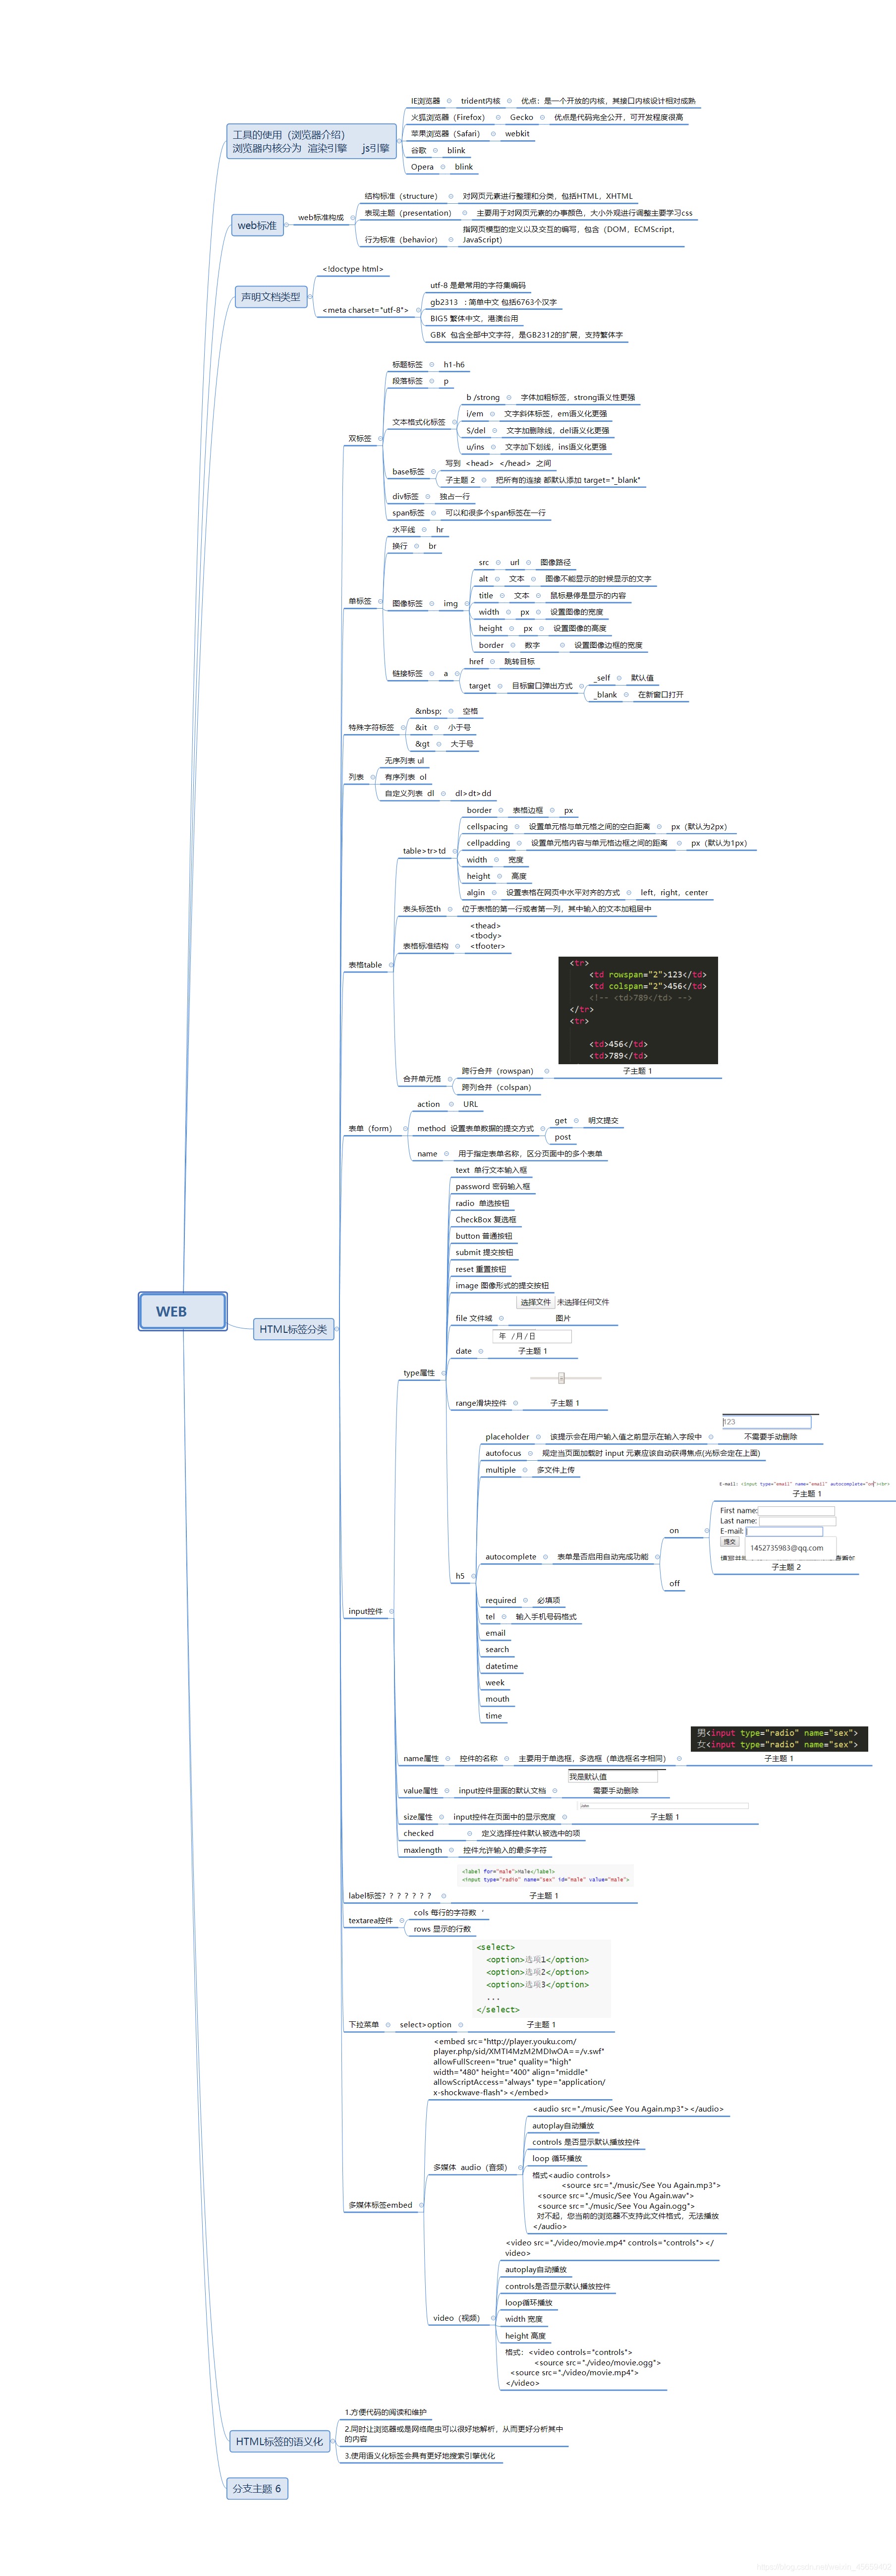 工具的使用（浏览器介绍）
浏览器内核分为  渲染引擎      js引擎
IE浏览器
trident内核
优点：是一个开放的内核，其接口内核设计相对成熟
火狐浏览器（Firefox）
Gecko
优点是代码完全公开，可开发程度很高
苹果浏览器（Safari）
webkit
谷歌
blink
Opera
blink
web标准
web标准构成
结构标准（structure）
对网页元素进行整理和分类，包括HTML，XHTML
表现主题（presentation）
主要用于对网页元素的办事颜色，大小外观进行调整主要学习css
行为标准（behavior）
指网页模型的定义以及交互的编写，包含（DOM，ECMScript，
JavaScript）
声明文档类型
<!doctype html>
<meta charset="utf-8">
utf-8 是最常用的字符集编码
gb2313   : 简单中文 包括6763个汉字
BIG5 繁体中文，港澳台用
GBK  包含全部中文字符，是GB2312的扩展，支持繁体字
WEB
HTML标签分类
双标签
标题标签
h1-h6
段落标签
p
文本格式化标签
b /strong
字体加粗标签，strong语义性更强
i/em
文字斜体标签，em语义化更强
S/del
文字加删除线，del语义化更强
u/ins
文字加下划线，ins语义化更强
base标签
写到  <head>  </head>  之间
子主题 2
把所有的连接 都默认添加 target="_blank"
div标签
独占一行
span标签
可以和很多个span标签在一行
单标签
水平线
hr
换行
br
图像标签
img
src
url
图像路径
alt
文本
图像不能显示的时候显示的文字
title
文本
鼠标悬停是显示的内容
width
px
设置图像的宽度
height
px
设置图像的高度
border
数字
设置图像边框的宽度
链接标签
a
href
跳转目标
target
目标窗口弹出方式
_self
默认值
_blank
在新窗口打开
特殊字符标签
&nbsp;
空格
&it
小于号
&gt
大于号
列表
无序列表 ul
有序列表  ol
自定义列表  dl
dl>dt>dd
表格table
table>tr>td
border
表格边框
px
cellspacing
设置单元格与单元格之间的空白距离
px（默认为2px）
cellpadding
设置单元格内容与单元格边框之间的距离
px（默认为1px）
width
宽度
height
高度
algin
设置表格在网页中水平对齐的方式
left，right，center
表头标签th
位于表格的第一行或者第一列，其中输入的文本加粗居中
表格标准结构
<thead>
<tbody>
<tfooter>
合并单元格
跨行合并（rowspan）
<tr>
<td rowspan="2">123</td>
<td colspan="2">456</td>
<!-- <td>789</td> -->
</tr>
<tr>
<td>456</td>
<td>789</td>
子主题 1
跨列合并（colspan）
表单（form）
action
URL
method  设置表单数据的提交方式
get
明文提交
post
name
用于指定表单名称，区分页面中的多个表单
input控件
type属性
text  单行文本输入框
password 密码输入框
radio  单选按钮
CheckBox 复选框
button 普通按钮
submit 提交按钮
reset 重置按钮
image 图像形式的提交按钮
file 文件域
选择文件 未选择任何文件
图片
date
年 /月/日
子主题 1
range滑块控件
子主题 1
h5
placeholder
该提示会在用户输入值之前显示在输入字段中
123
不需要手动删除
autofocus
规定当页面加载时 input 元素应该自动获得焦点(光标会定在上面)
multiple
多文件上传
autocomplete
表单是否启用自动完成功能
on
E-mail: <input type="email" name="email" autocomplete="on"><br>
子主题 1
First name:
Last name:
E-mail:
提交
1452735983@qq.com
子主题 2
off
required
必填项
tel
输入手机号码格式
email
search
datetime
week
mouth
time
name属性
控件的名称
主要用于单选框，多选框（单选框名字相同）
男<input type="radio" name="sex">
女<input type="radio" name="sex">
子主题 1
value属性
input控件里面的默认文档
我是默认值
需要手动删除
size属性
input控件在页面中的显示宽度
子主题 1
checked
定义选择控件默认被选中的项
maxlength
控件允许输入的最多字符
label标签？？？？？？？
<label for="male">Male</label>
<input type="radio" name="sex" id="male" value="male">
子主题 1
textarea控件
cols 每行的字符数  ‘
rows 显示的行数
下拉菜单
select>option
<select>
<option>选项1</option>
<option>选项2</option>
<option>选项3</option>
...
</select>
子主题 1
多媒体标签embed
<embed src="http://player.youku.com/
player.php/sid/XMTI4MzM2MDIwOA==/v.swf"
allowFullScreen="true" quality="high"
width="480" height="400" align="middle"
allowScriptAccess="always" type="application/
x-shockwave-flash"></embed>
多媒体  audio（音频）
<audio src="./music/See You Again.mp3"></audio>
autoplay自动播放
controls 是否显示默认播放控件
loop 循环播放
格式<audio controls>
<source src="./music/See You Again.mp3">
<source src="./music/See You Again.wav">
<source src="./music/See You Again.ogg">
对不起，您当前的浏览器不支持此文件格式，无法播放
</audio>
video（视频）
<video src="./video/movie.mp4" controls="controls"></
video>
autoplay自动播放
controls是否显示默认播放控件
loop循环播放
width 宽度
height 高度
格式：<video controls="controls">
<source src="./video/movie.ogg">
<source src="./video/movie.mp4">
</video>
HTML标签的语义化
1.方便代码的阅读和维护
2.同时让浏览器或是网络爬虫可以很好地解析，从而更好分析其中
的内容
3.使用语义化标签会具有更好地搜索引擎优化
分支主题 6